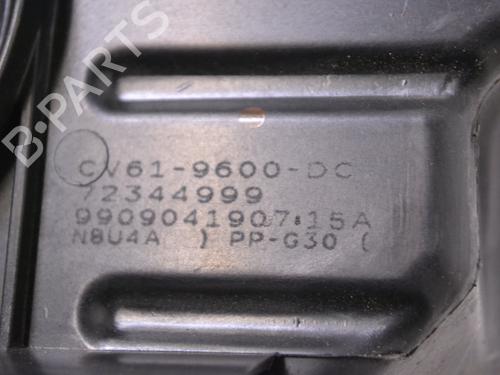 B-PARTS
CV61-9600-DC
72344999
9909041907:15A
N8U4A ) PP-G30 (